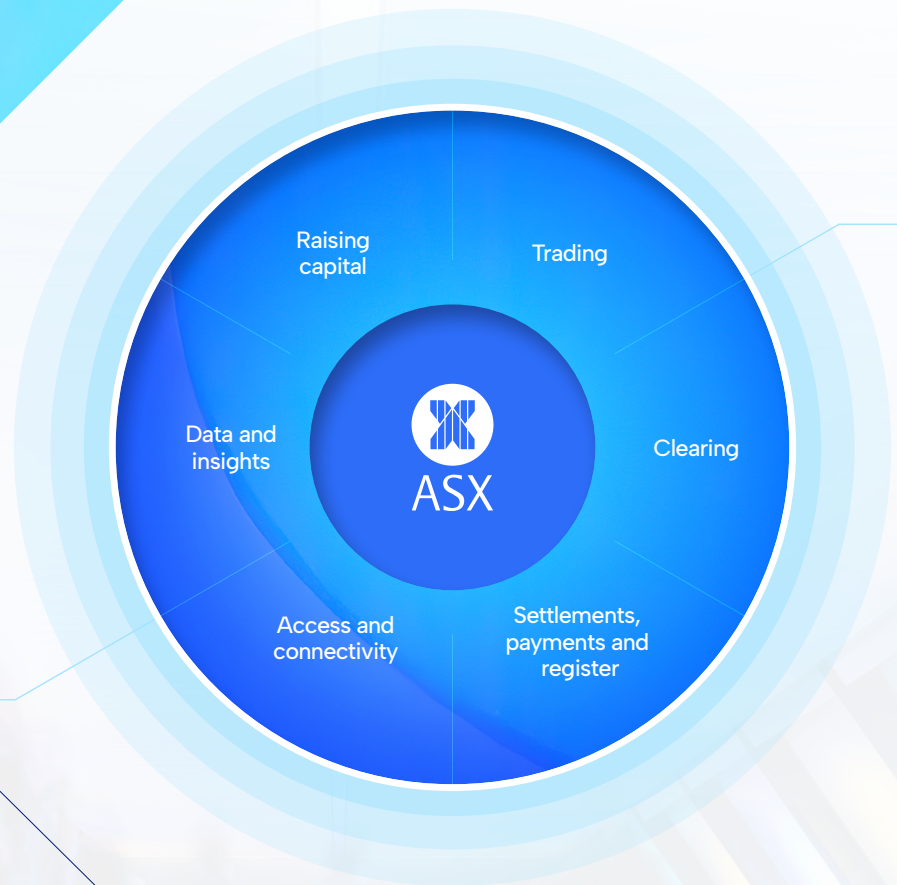 Raising
capital
Trading
Data and
insights
ASX
Clearing
Access and
connectivity
Settlements,
payments and
register